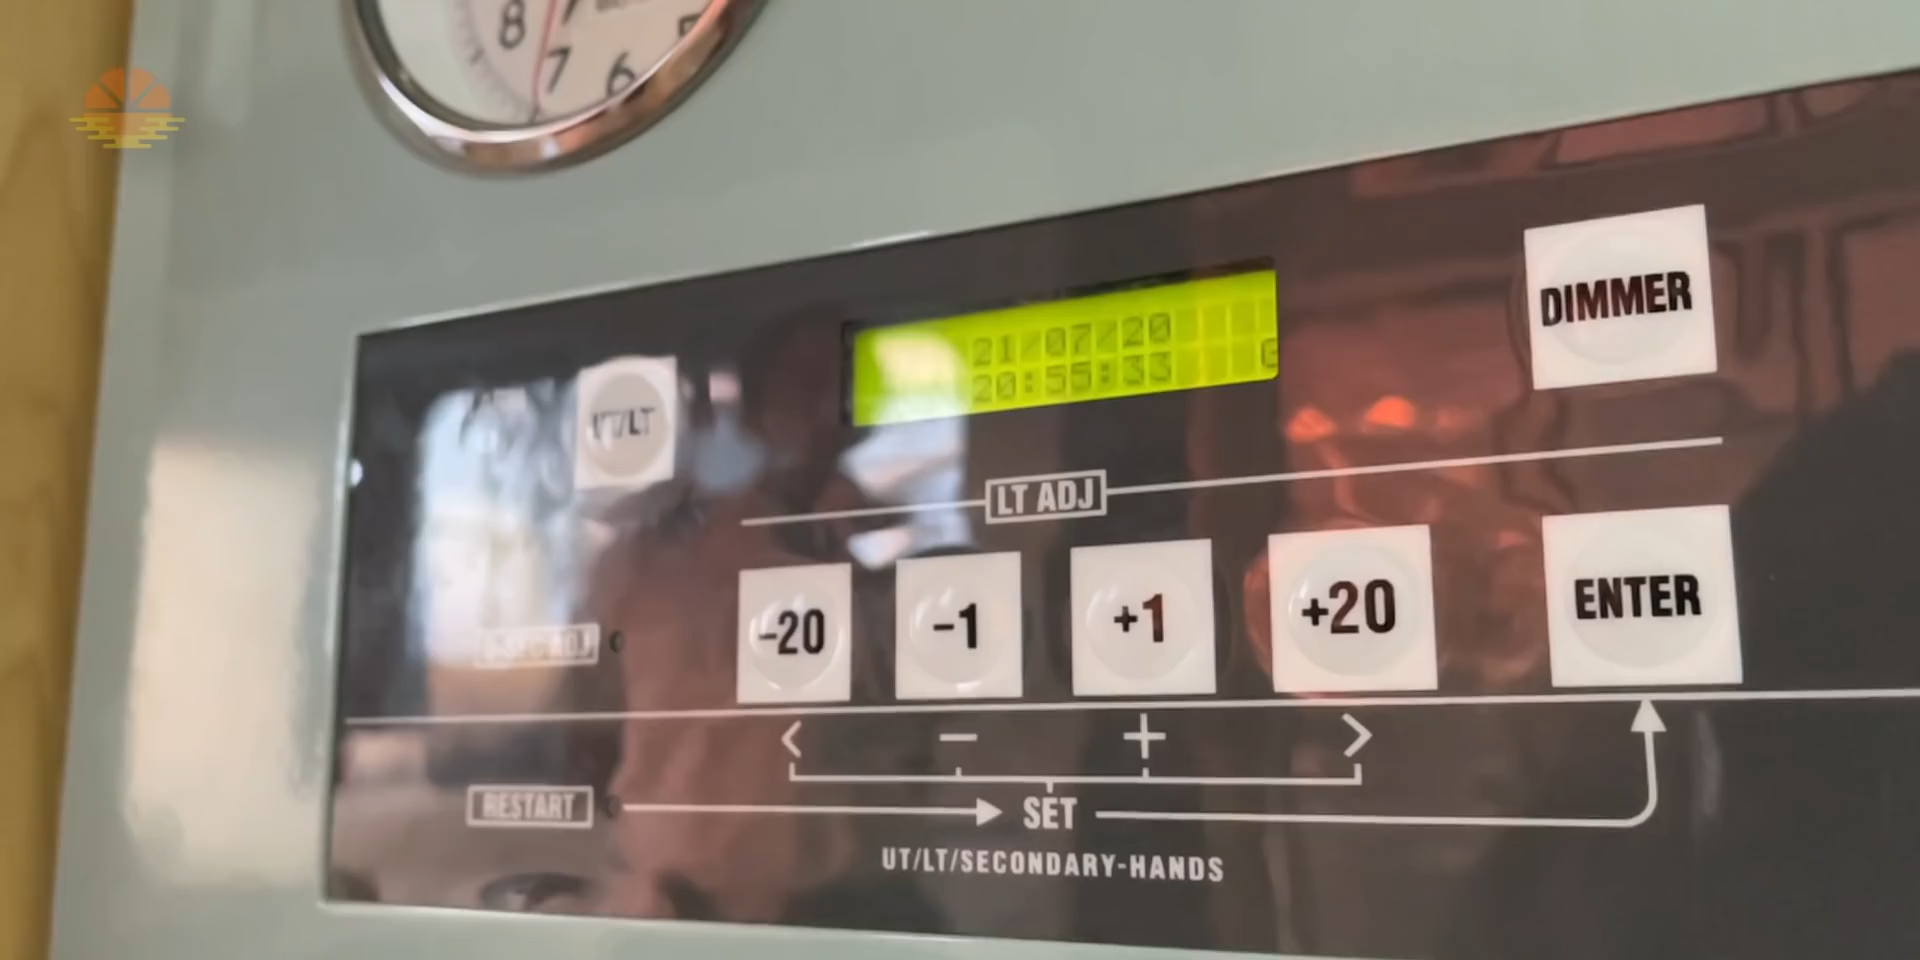 8
7
6
21/07/20
20:55:33
G
DIMMER
UT/LT
LT ADJ
-20
-1
+1
+20
ENTER
< − + >
RESTART
SET
UT/LT/SECONDARY-HANDS